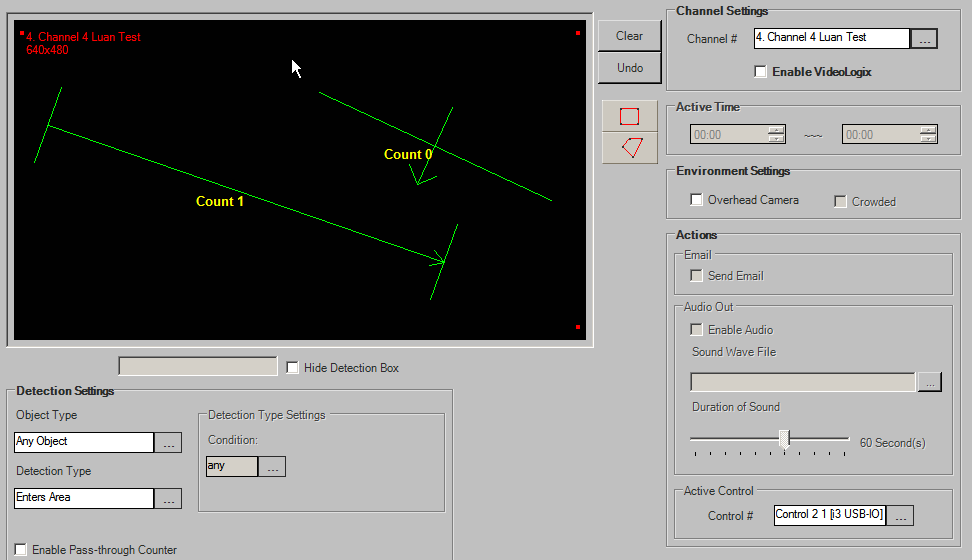 4. Channel 4 Luan Test
640x480
Count 0
Count 1
Clear
Undo
Hide Detection Box
Detection Settings
Object Type
Any Object ...
Detection Type
Enters Area ...
Enable Pass-through Counter
Detection Type Settings
Condition:
any ...
Channel Settings
Channel # 4. Channel 4 Luan Test ...
Enable VideoLogix
Active Time
00:00 ~~~ 00:00
Environment Settings
Overhead Camera Crowded
Actions
Email
Send Email
Audio Out
Enable Audio
Sound Wave File
...
Duration of Sound
60 Second(s)
Active Control
Control # Control 2 1 [i3 USB-IO] ...